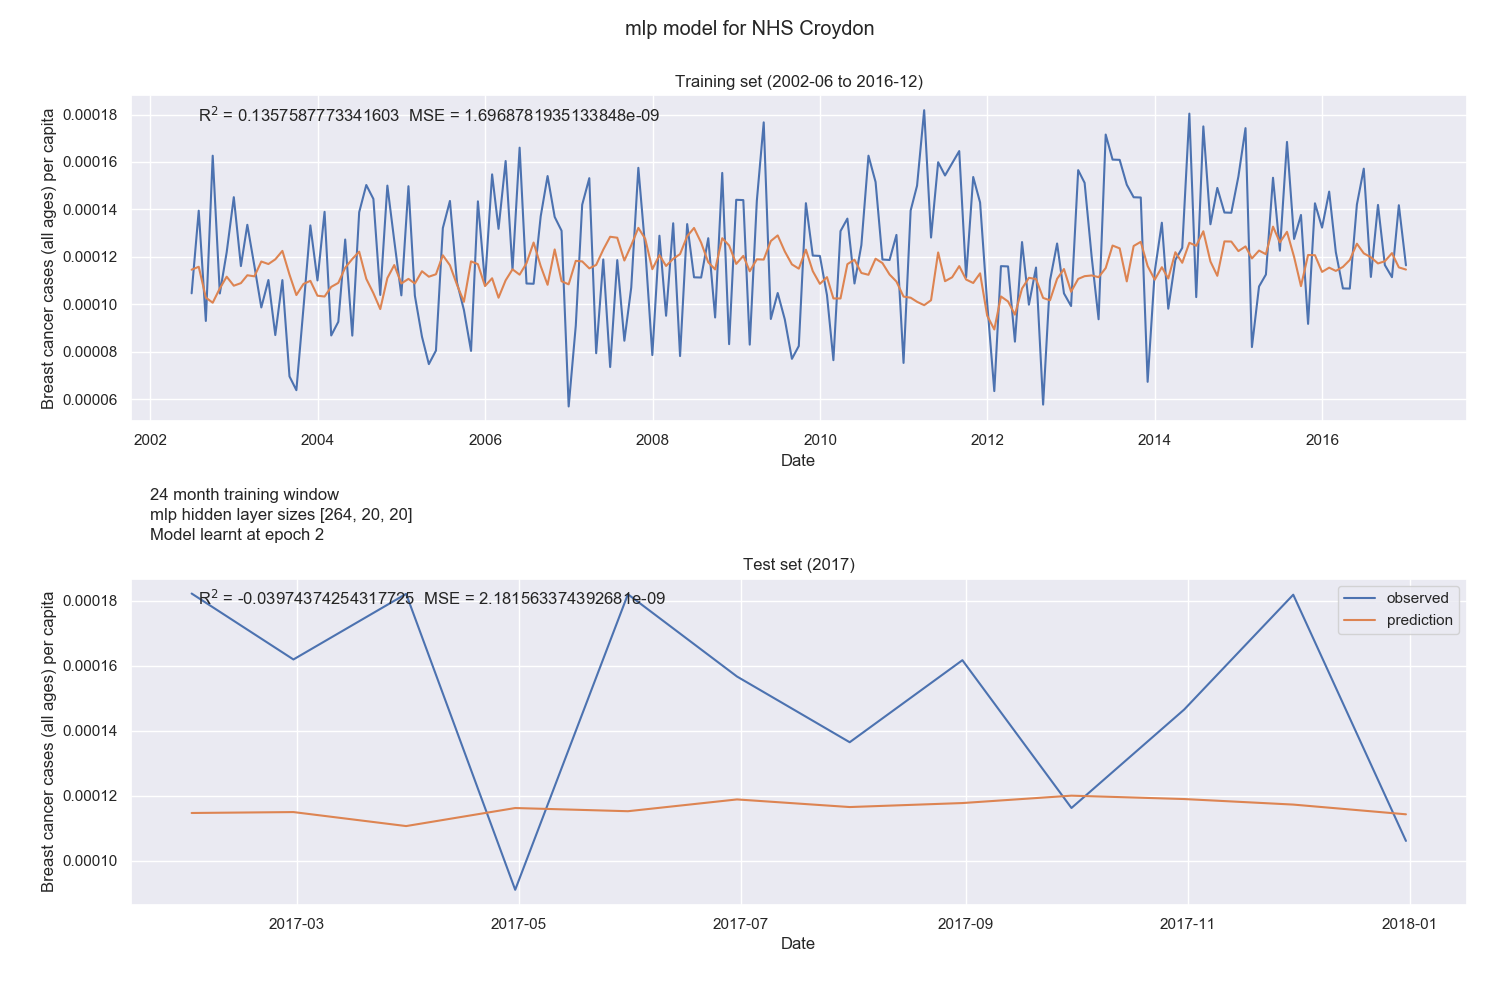 mlp model for NHS Croydon
Training set (2002-06 to 2016-12)
R² = 0.1357587773341603 MSE = 1.6968781935133848e-09
Breast cancer cases (all ages) per capita
0.00018
0.00016
0.00014
0.00012
0.00010
0.00008
0.00006
2002 2004 2006 2008 2010 2012 2014 2016
Date
24 month training window
mlp hidden layer sizes [264, 20, 20]
Model learnt at epoch 2
Test set (2017)
R² = -0.03974374254317725 MSE = 2.1815633743926821e-09
observed
prediction
Breast cancer cases (all ages) per capita
0.00018
0.00016
0.00014
0.00012
0.00010
2017-03 2017-05 2017-07 2017-09 2017-11 2018-01
Date